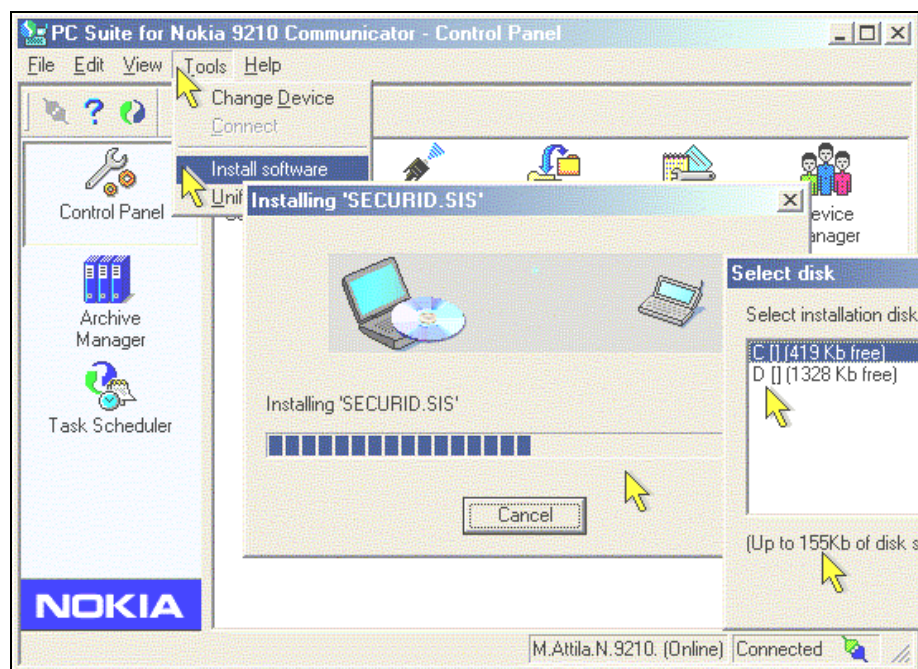 PC Suite for Nokia 9210 Communicator - Control Panel
File Edit View Tools Help
Change Device
Connect
Install software
Control Panel
Installing 'SECURID.SIS'
Archive Manager
Task Scheduler
Installing 'SECURID.SIS'
Cancel
Select disk
Select installation disk
C [] (419 Kb free)
D [] (1328 Kb free)
(Up to 155Kb of disk
NOKIA
M.Attila.N.9210. (Online) Connected